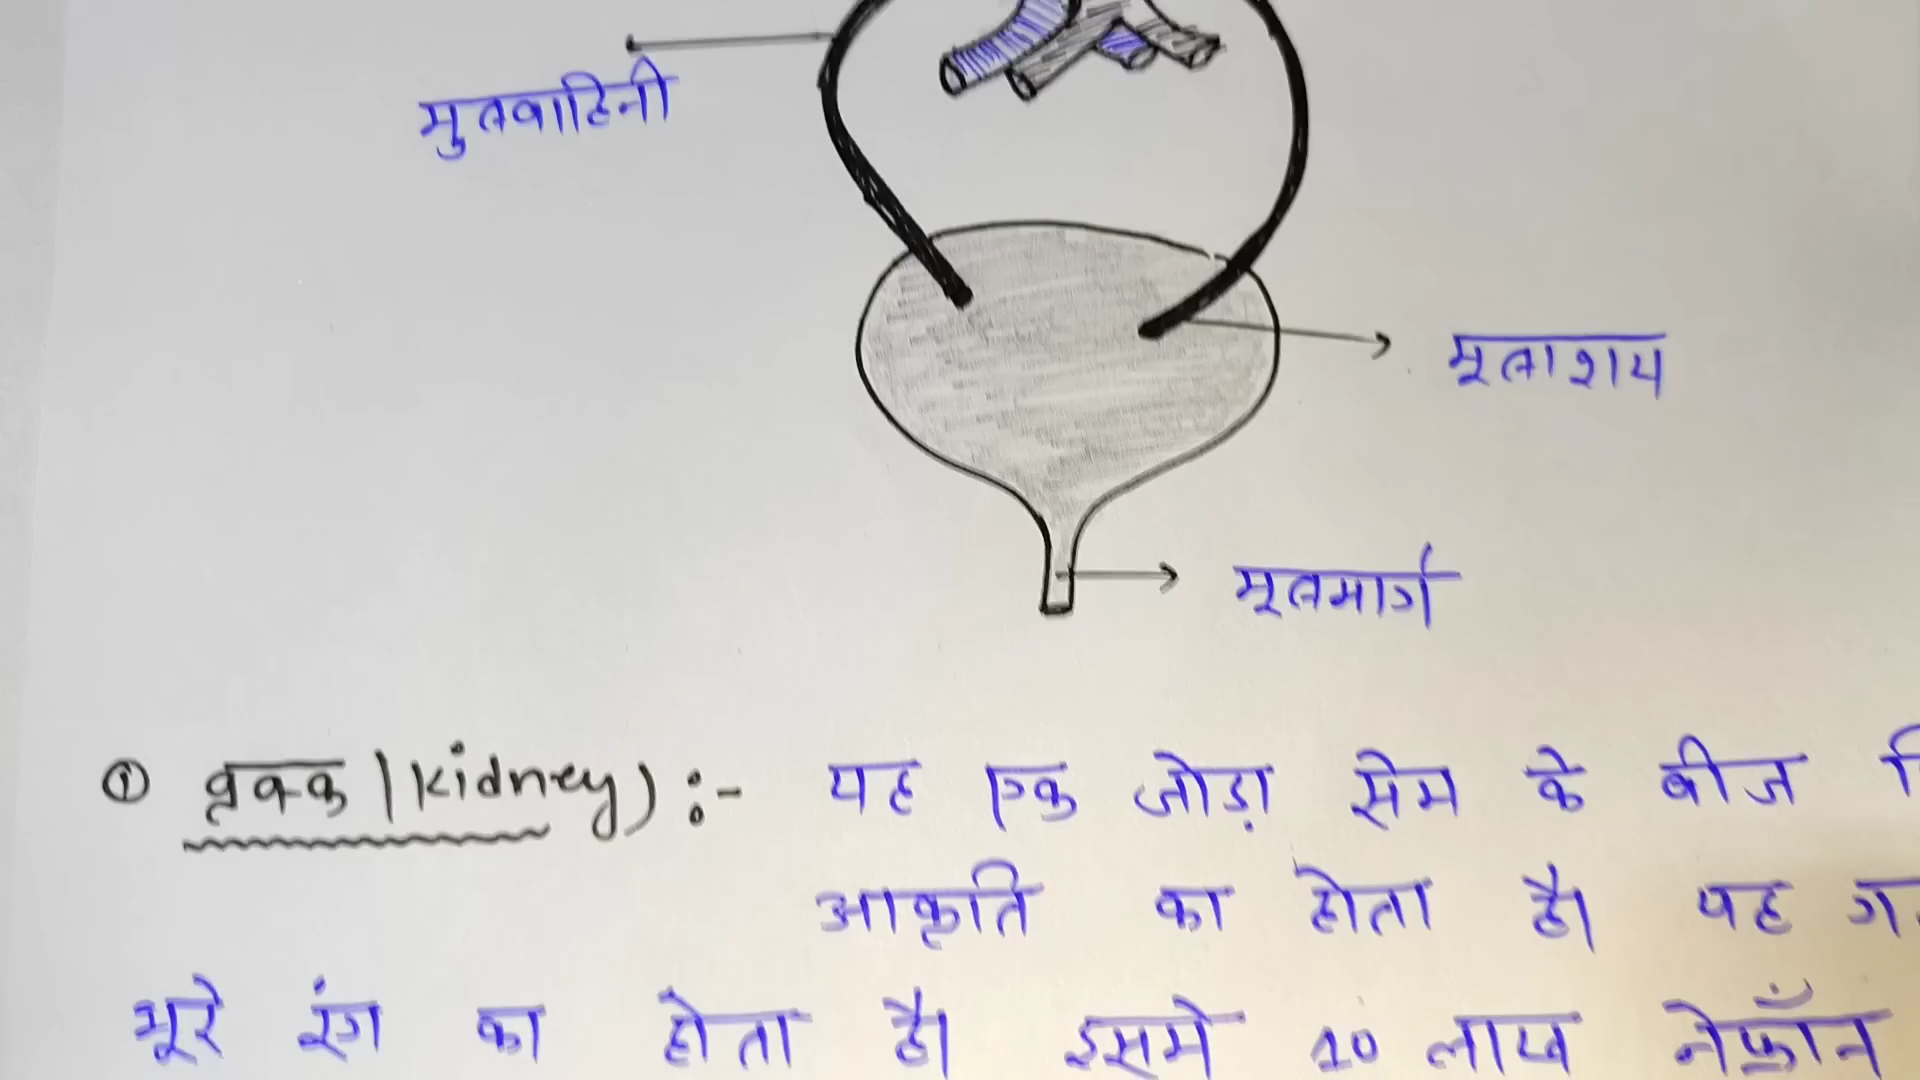 मुत्रवाहिनी
मूत्राशय
मूत्रमार्ग
① वृक्क (Kidney) :- यह एक जोड़ा सेम के बीज
आकृति का होता है। यह
भूरे रंग का होता है। इसमे 10 लाख नेफ्रॉन